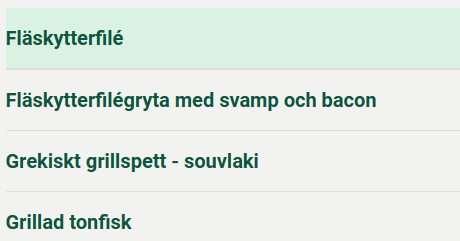 Fläskytterfilé
Fläskytterfilégryta med svamp och bacon
Grekiskt grillspett - souvlaki
Grillad tonfisk